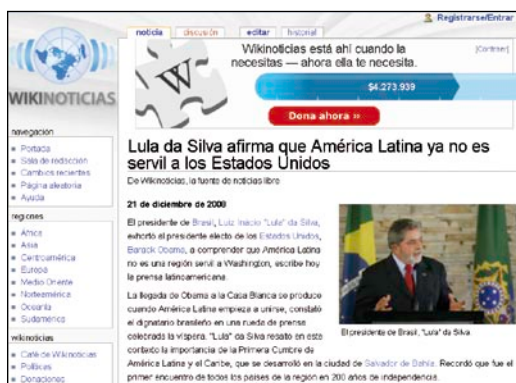 Registrarse/Entrar
noticia discusión editar historial
Wikinoticias está ahí cuando la
necesitas — ahora ella te necesita.
$4.273.939
Dona ahora »
W
WIKINOTICIAS
navegación
Portada
Sala de redacción
Cambios recientes
Página aleatoria
Ayuda
regiones
África
Asia
Centroamérica
Europa
Medio Oriente
Norteamérica
Oceanía
Sudamérica
wikinoticias
Café de Wikinoticias
Políticas
Donaciones
Lula da Silva afirma que América Latina ya no es
servil a los Estados Unidos
De Wikinoticias, la fuente de noticias libre
21 de diciembre de 2008
El presidente de Brasil, Luiz Inácio "Lula" da Silva,
exhortó al presidente electo de los Estados Unidos,
Barack Obama, a comprender que América Latina
no es una región servil a Washington, escribe hoy
la prensa latinoamericana.
La llegada de Obama a la Casa Blanca se produce
cuando América Latina empieza a unirse, constató
el dignatario brasileño en una rueda de prensa
celebrada la víspera. "Lula" da Silva resaltó en este
contexto la importancia de la Primera Cumbre de
América Latina y el Caribe, que se desarrolló en la ciudad de Salvador de Bahía. Recordó que fue el
primer encuentro de todos los países de la región en 200 años de independencia.
El presidente de Brasil, "Lula" da Silva.